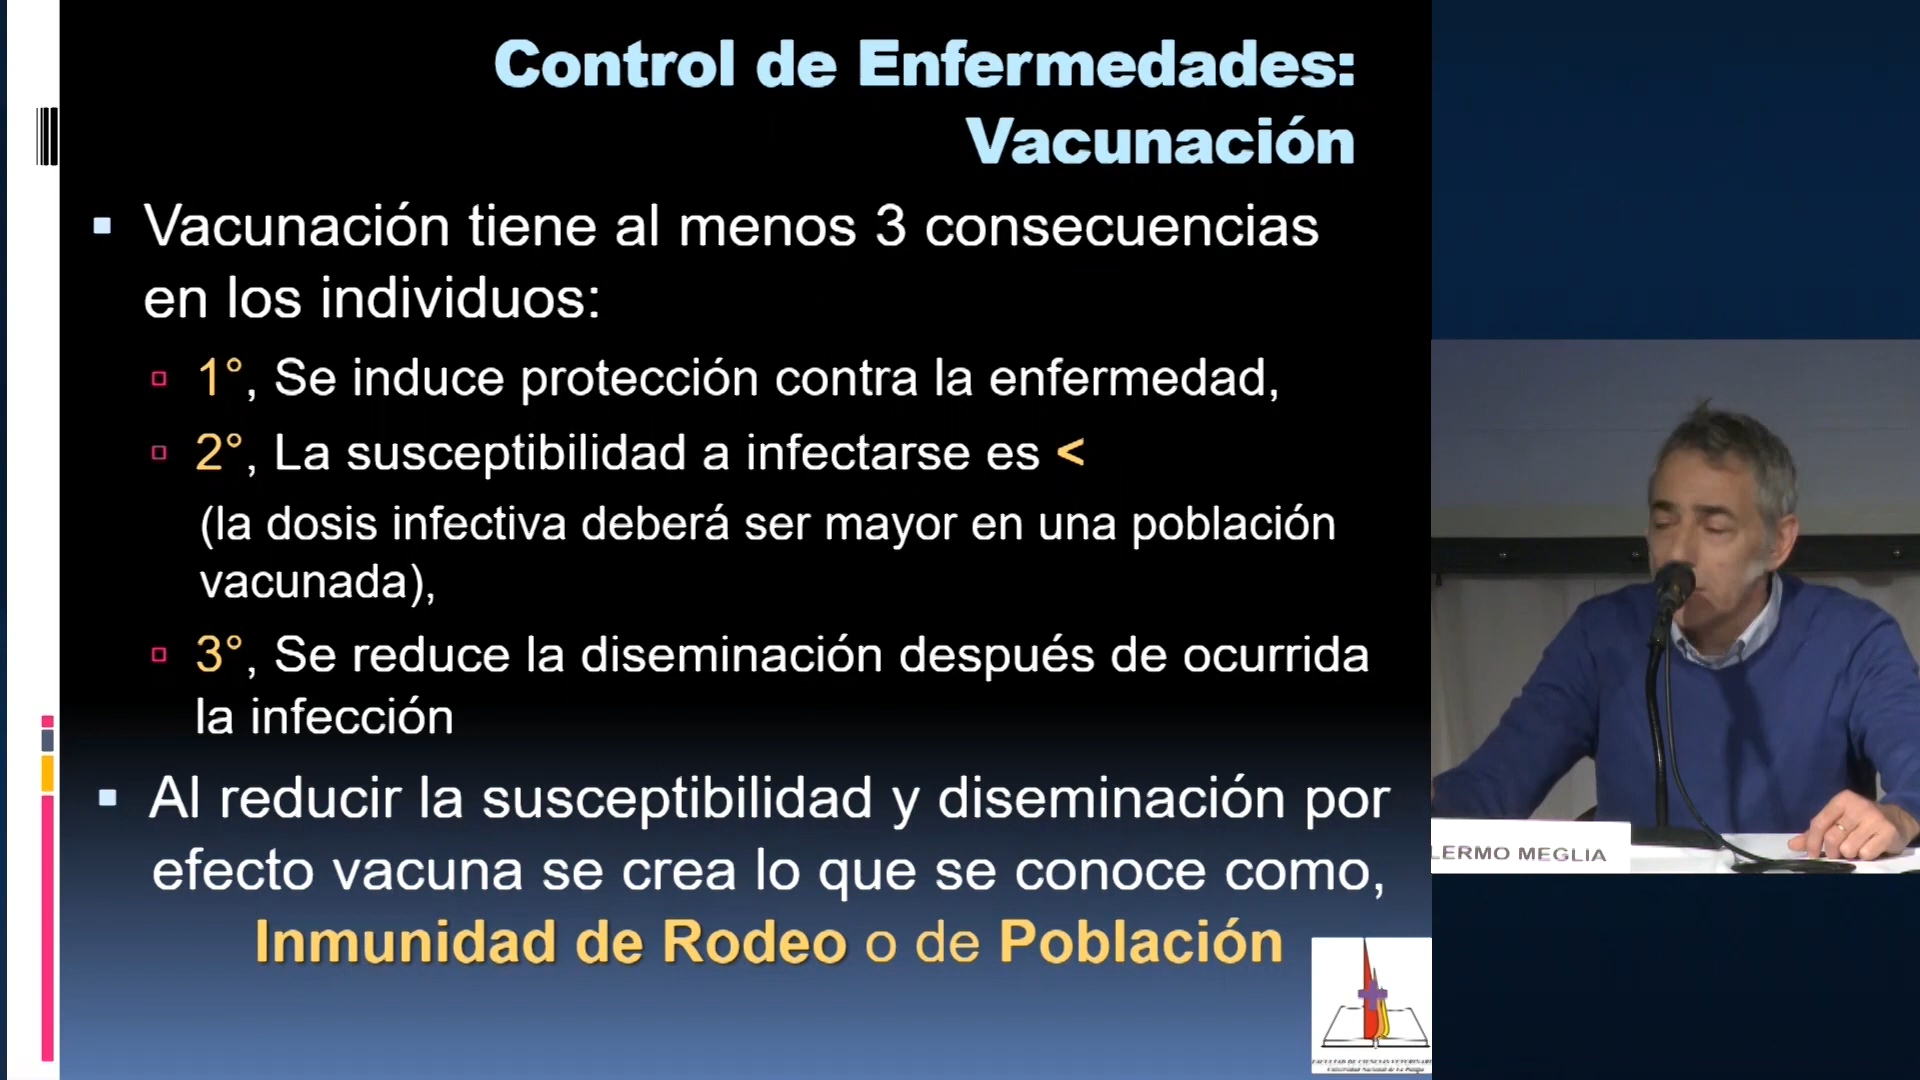 Control de Enfermedades:
Vacunación
Vacunación tiene al menos 3 consecuencias
en los individuos:
1°, Se induce protección contra la enfermedad,
2°, La susceptibilidad a infectarse es <
(la dosis infectiva deberá ser mayor en una población
vacunada),
3°, Se reduce la diseminación después de ocurrida
la infección
Al reducir la susceptibilidad y diseminación por
efecto vacuna se crea lo que se conoce como,
Inmunidad de Rodeo o de Población
LERMO MEGLIA